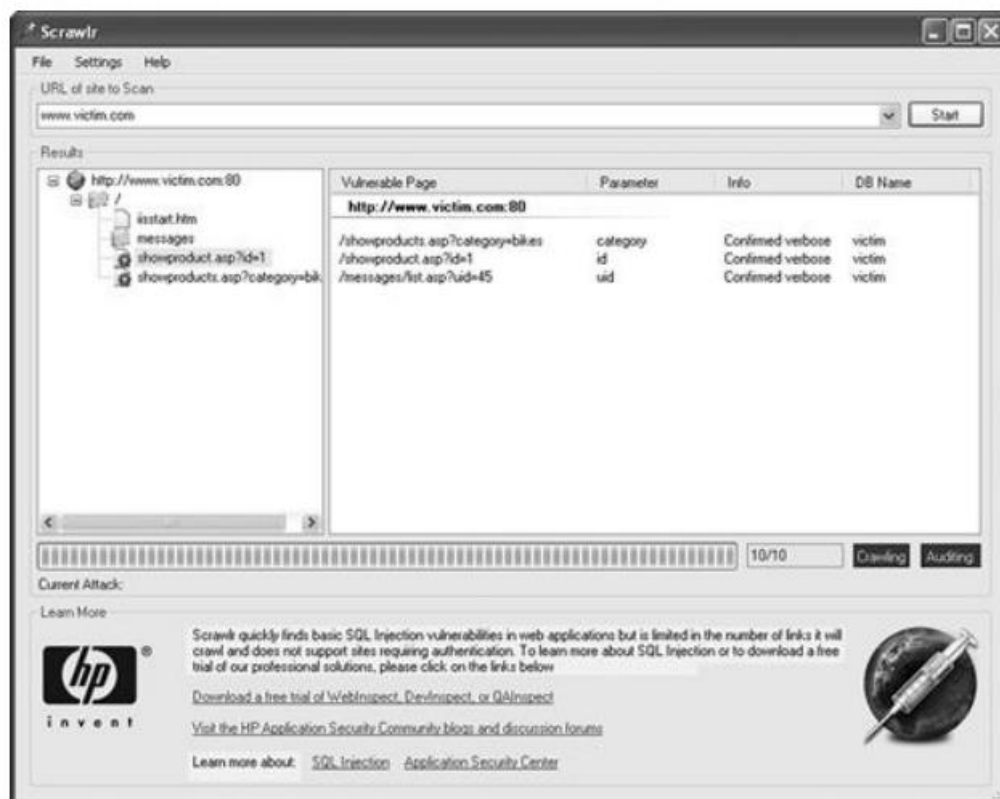 Scrawlr
File Settings Help
URL of site to Scan
www.victim.com
Start
Results
http://www.victim.com:80
/
iisstart.htm
messages
showproduct.asp?id=1
showproducts.asp?category=bik
Vulnerable Page Parameter Info DB Name
http://www.victim.com:80
/showproducts.asp?category=bikes category Confirmed verbose victim
/showproduct.asp?id=1 id Confirmed verbose victim
/messages/list.asp?uid=45 uid Confirmed verbose victim
10/10
Crawling
Auditing
Current Attack:
Learn More
hp ®
invent
Scrawlr quickly finds basic SQL Injection vulnerabilities in web applications but is limited in the number of links it will
crawl and does not support sites requiring authentication. To learn more about SQL Injection or to download a free
trial of our professional solutions, please click on the links below
Download a free trial of WebInspect, DevInspect, or QAInspect
Visit the HP Application Security Community blogs and discussion forums
Learn more about: SQL Injection Application Security Center